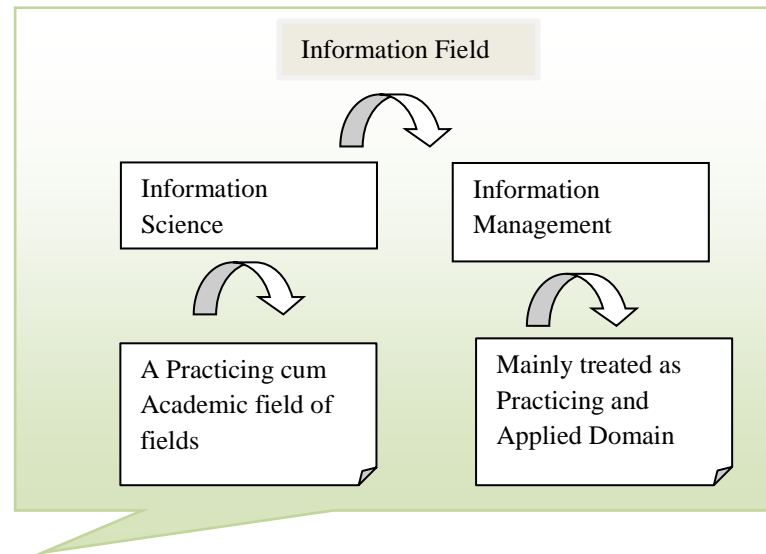 Information Field
Information
Science
Information
Management
A Practicing cum
Academic field of
fields
Mainly treated as
Practicing and
Applied Domain